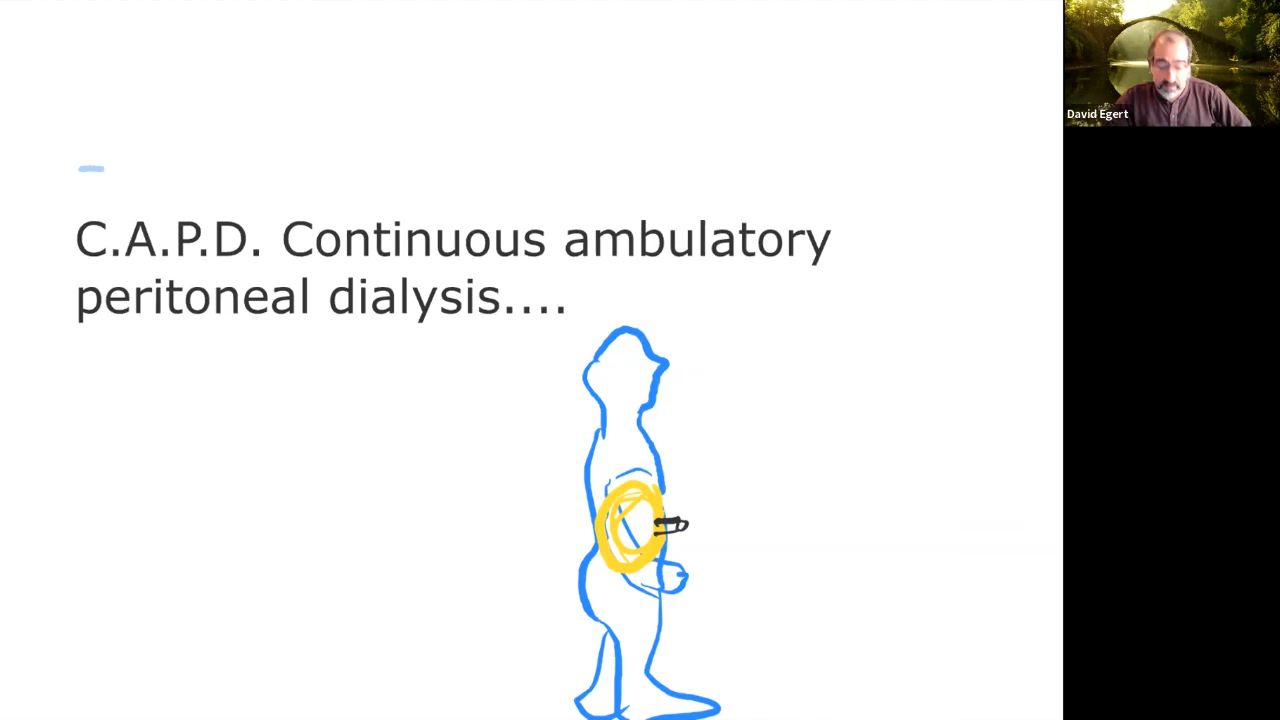 C.A.P.D. Continuous ambulatory
peritoneal dialysis....
David Egert